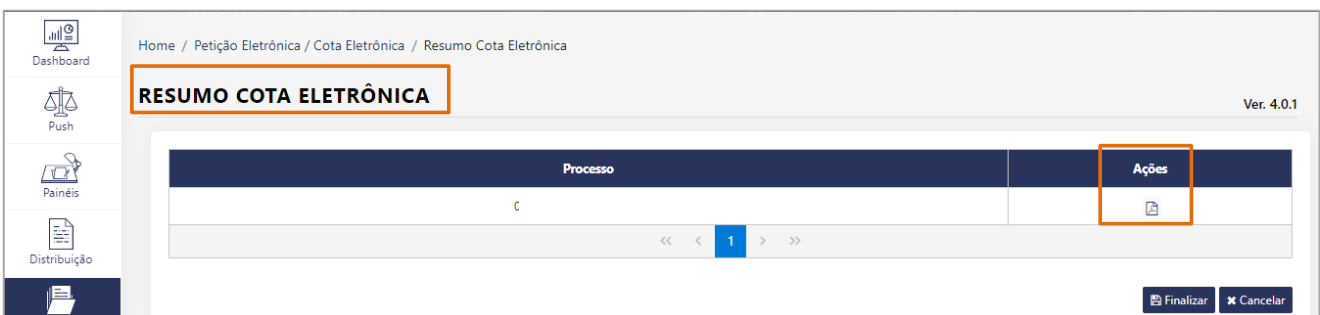 Dashboard
Home / Petição Eletrônica / Cota Eletrônica / Resumo Cota Eletrônica
RESUMO COTA ELETRÔNICA
Ver. 4.0.1
Push
Processo Ações
Painéis
<< < 1 > >>
Distribuição
Finalizar Cancelar